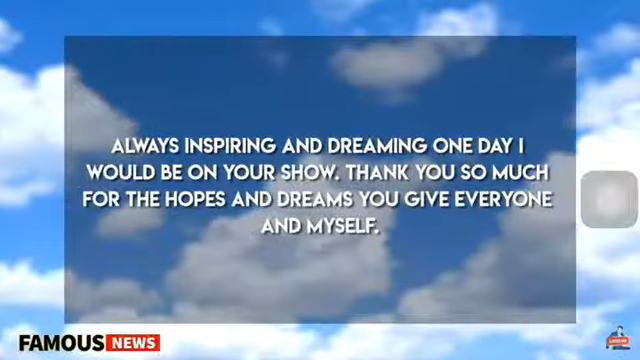 ALWAYS INSPIRING AND DREAMING ONE DAY I
WOULD BE ON YOUR SHOW. THANK YOU SO MUCH
FOR THE HOPES AND DREAMS YOU GIVE EVERYONE
AND MYSELF.
FAMOUS NEWS